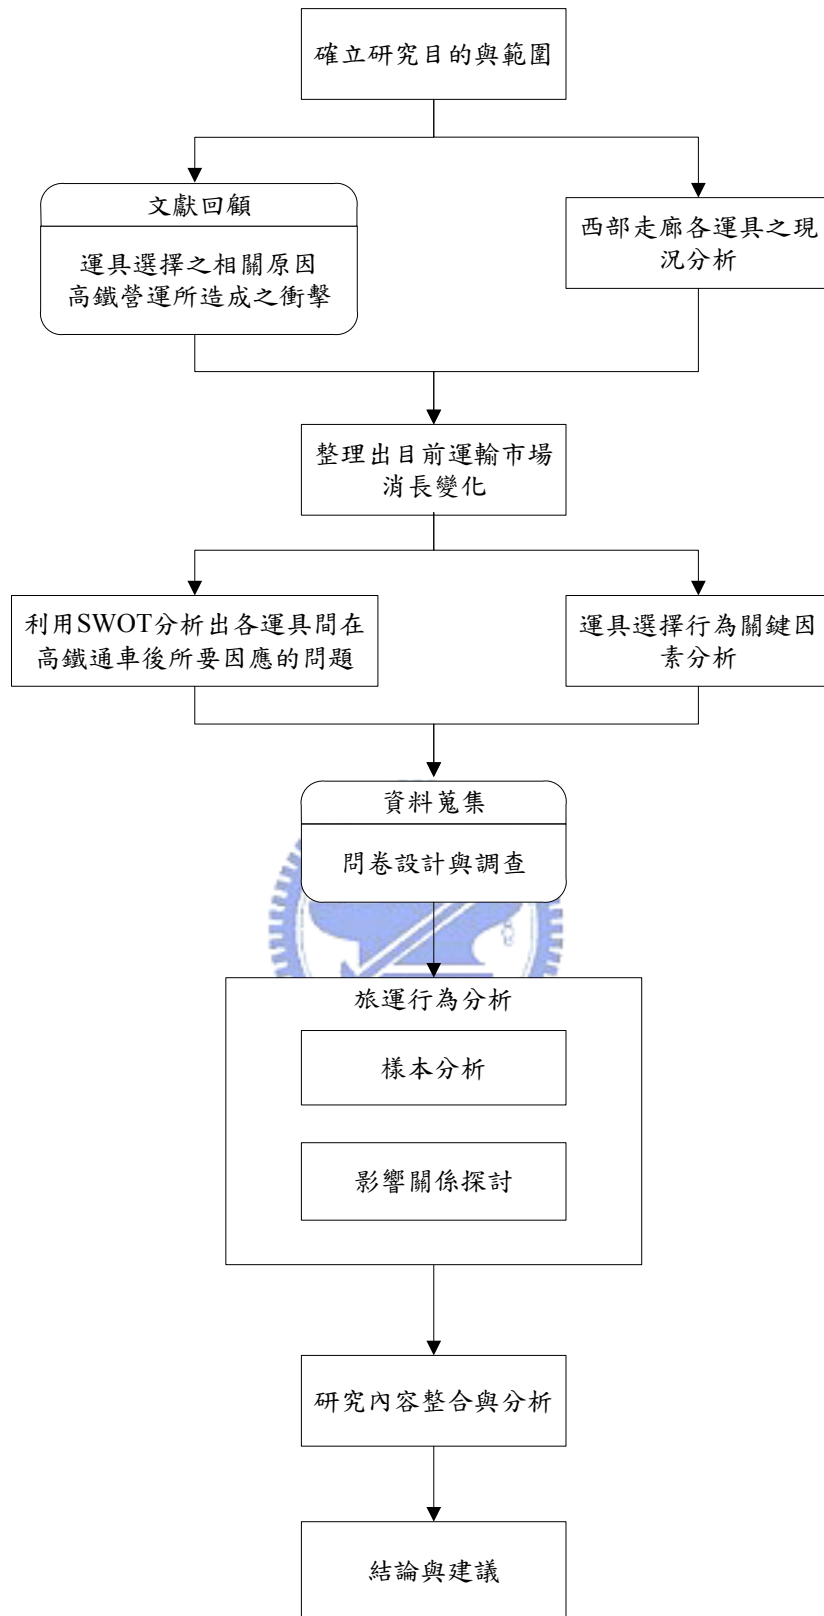 確立研究目的與範圍
文獻回顧
運具選擇之相關原因
高鐵營運所造成之衝擊
西部走廊各運具之現
況分析
整理出目前運輸市場
消長變化
利用SWOT分析出各運具間在
高鐵通車後所要因應的問題
運具選擇行為關鍵因
素分析
資料蒐集
問卷設計與調查
旅運行為分析
樣本分析
影響關係探討
研究內容整合與分析
結論與建議